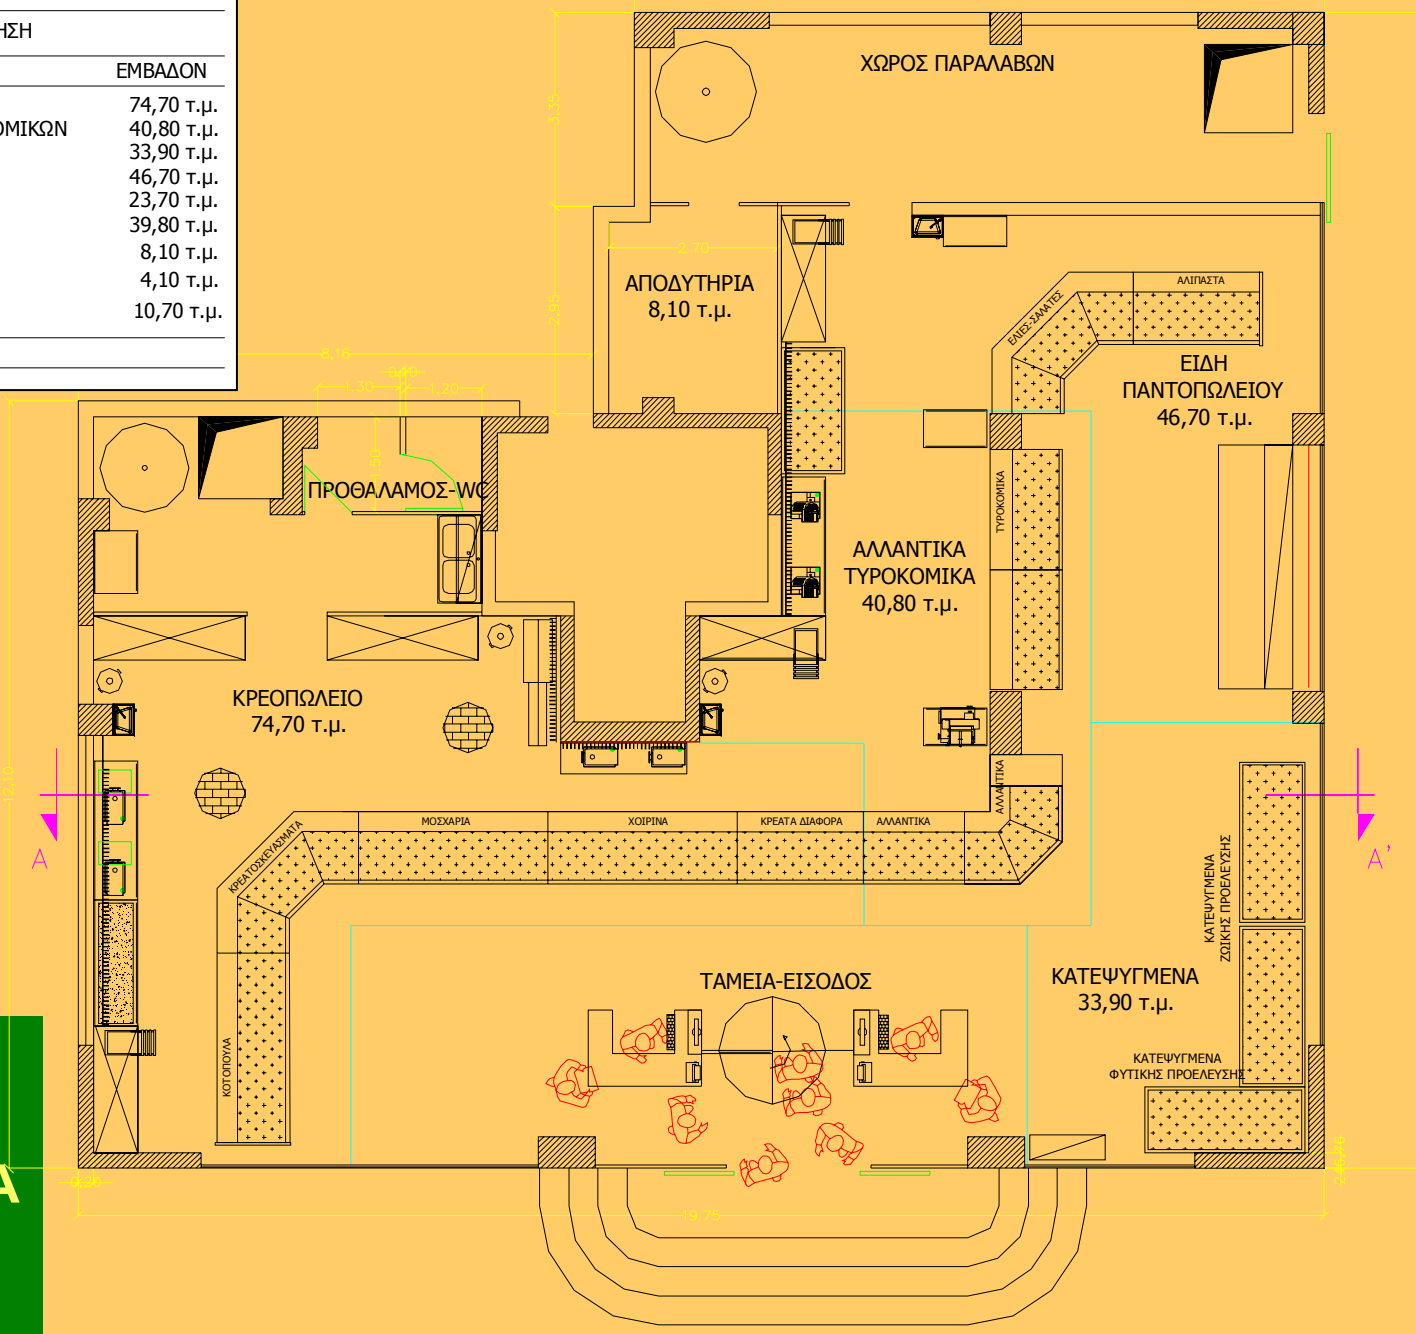 ΗΣΗ
ΕΜΒΑΔΟΝ
74,70 τ.μ.
ΟΜΙΚΩΝ 40,80 τ.μ.
33,90 τ.μ.
46,70 τ.μ.
23,70 τ.μ.
39,80 τ.μ.
8,10 τ.μ.
4,10 τ.μ.
10,70 τ.μ.
ΧΩΡΟΣ ΠΑΡΑΛΑΒΩΝ
3,35
2,70
ΑΠΟΔΥΤΗΡΙΑ
8,10 τ.μ.
2,95
ΑΛΙΠΑΣΤΑ
ΕΛΙΕΣ-ΣΑΛΑΤΕΣ
ΕΙΔΗ
ΠΑΝΤΟΠΩΛΕΙΟΥ
46,70 τ.μ.
8,16
1,30
1,20
1,50
ΠΡΟΘΑΛΑΜΟΣ-WC
ΤΥΡΟΚΟΜΙΚΑ
ΑΛΛΑΝΤΙΚΑ
ΤΥΡΟΚΟΜΙΚΑ
40,80 τ.μ.
ΚΡΕΟΠΩΛΕΙΟ
74,70 τ.μ.
12,10
ΑΛΛΑΝΤΙΚΑ
ΚΡΕΑΤΟΣΚΕΥΑΣΜΑΤΑ
ΜΟΣΧΑΡΙΑ
ΧΟΙΡΙΝΑ
ΚΡΕΑΤΑ ΔΙΑΦΟΡΑ
ΑΛΛΑΝΤΙΚΑ
A
A'
ΚΑΤΕΨΥΓΜΕΝΑ
ΖΩΙΚΗΣ ΠΡΟΕΛΕΥΣΗΣ
ΤΑΜΕΙΑ-ΕΙΣΟΔΟΣ
ΚΑΤΕΨΥΓΜΕΝΑ
33,90 τ.μ.
ΚΟΤΟΠΟΥΛΑ
ΚΑΤΕΨΥΓΜΕΝΑ
ΦΥΤΙΚΗΣ ΠΡΟΕΛΕΥΣΗΣ
Α
19,75